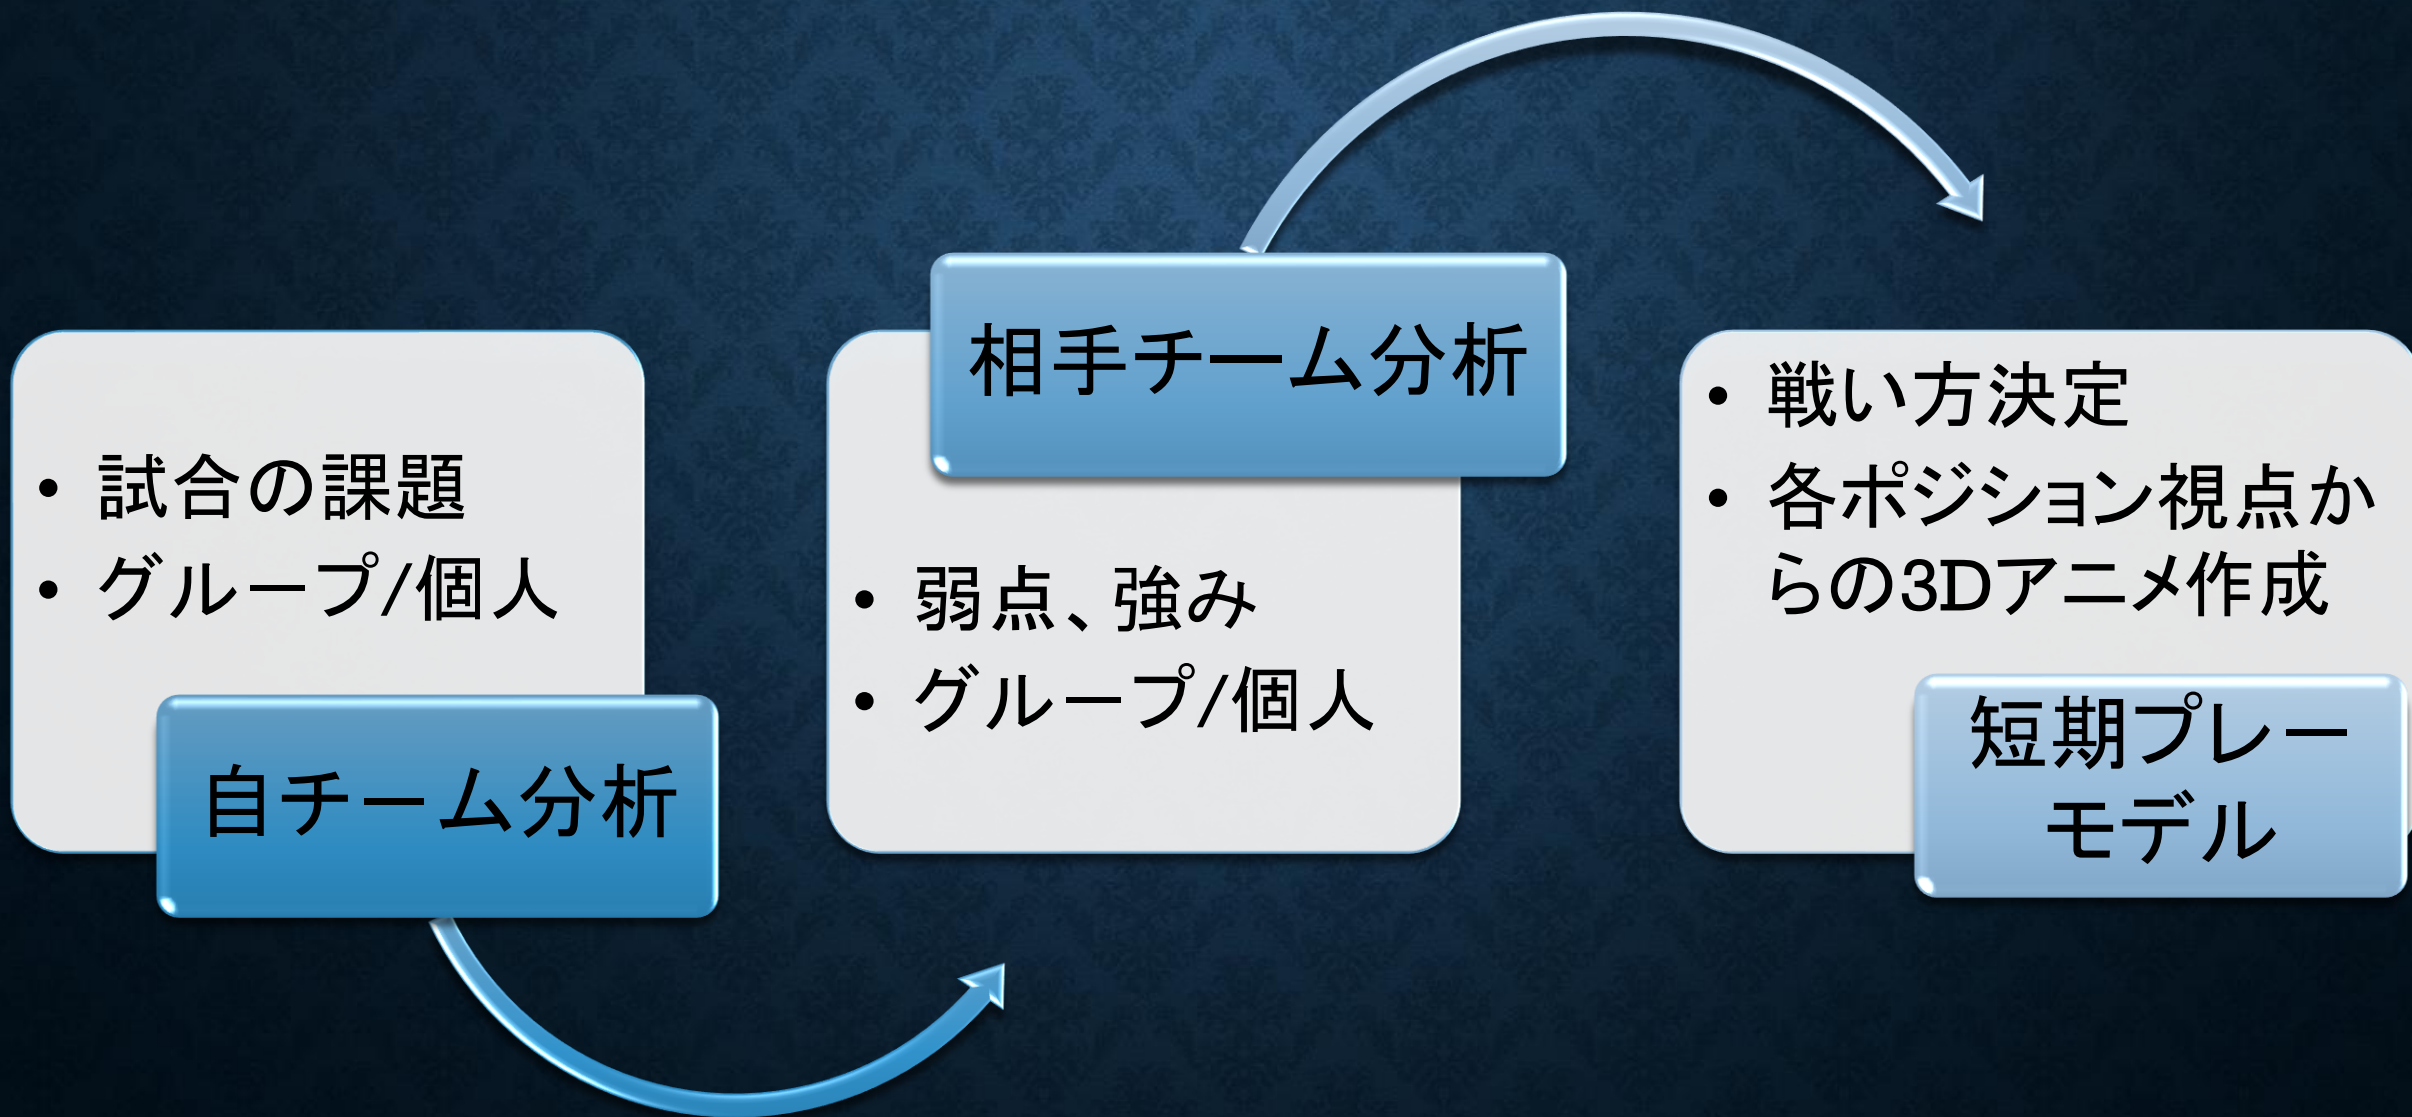 • 試合の課題
• グループ/個人
自チーム分析
相手チーム分析
• 弱点、強み
• グループ/個人
• 戦い方決定
• 各ポジション視点か
らの3Dアニメ作成
短期プレー
モデル